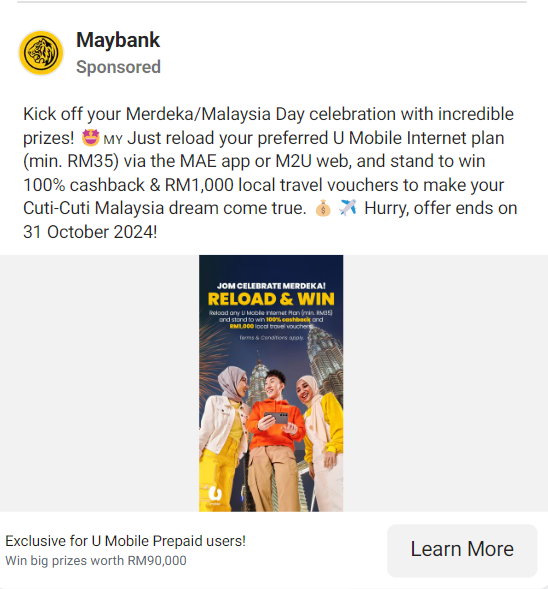 Maybank
Sponsored
Kick off your Merdeka/Malaysia Day celebration with incredible
prizes! 🤩 MY Just reload your preferred U Mobile Internet plan
(min. RM35) via the MAE app or M2U web, and stand to win
100% cashback & RM1,000 local travel vouchers to make your
Cuti-Cuti Malaysia dream come true. 💰 ✈️ Hurry, offer ends on
31 October 2024!
JOM CELEBRATE MERDEKA!
RELOAD & WIN
Reload any U Mobile Internet Plan (min. RM35)
and stand to win 100% cashback and
RM1,000 local travel vouchers.
Terms & Conditions apply.
Exclusive for U Mobile Prepaid users!
Win big prizes worth RM90,000
Learn More